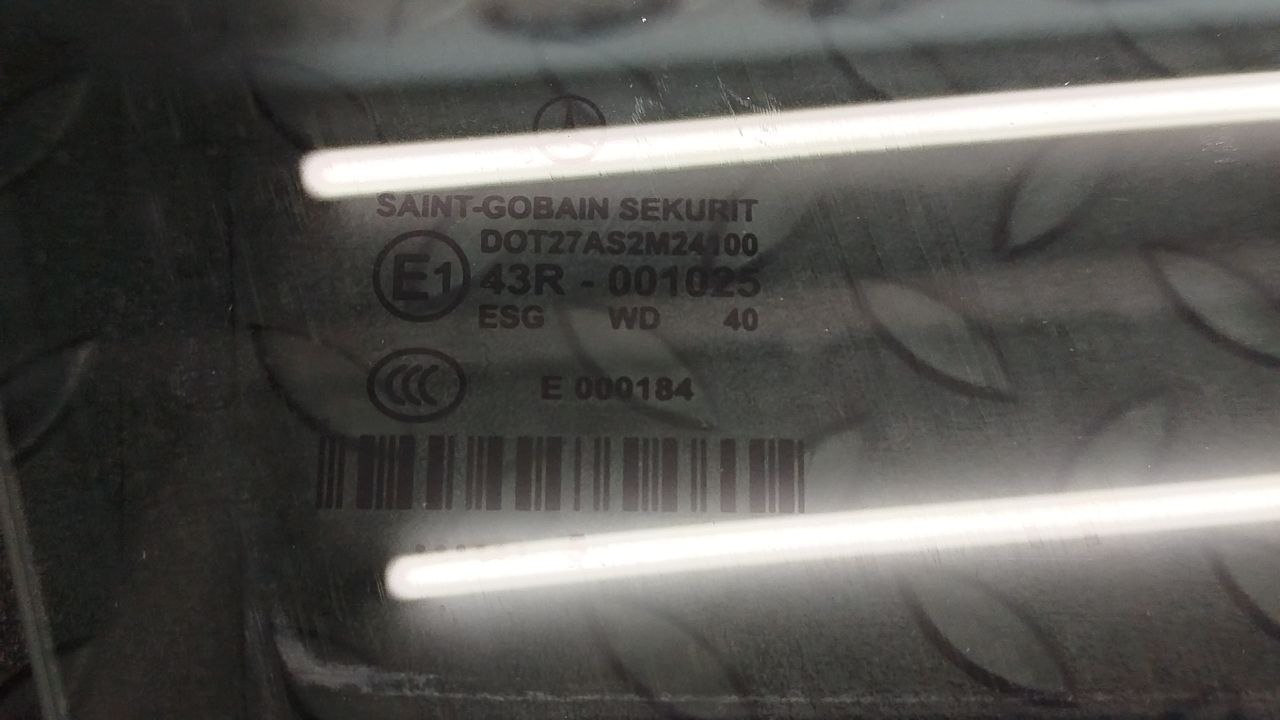 SAINT-GOBAIN SEKURIT
DOT27AS2M24100
E1 43R - 001025
ESG WD 40
CCC E 000184